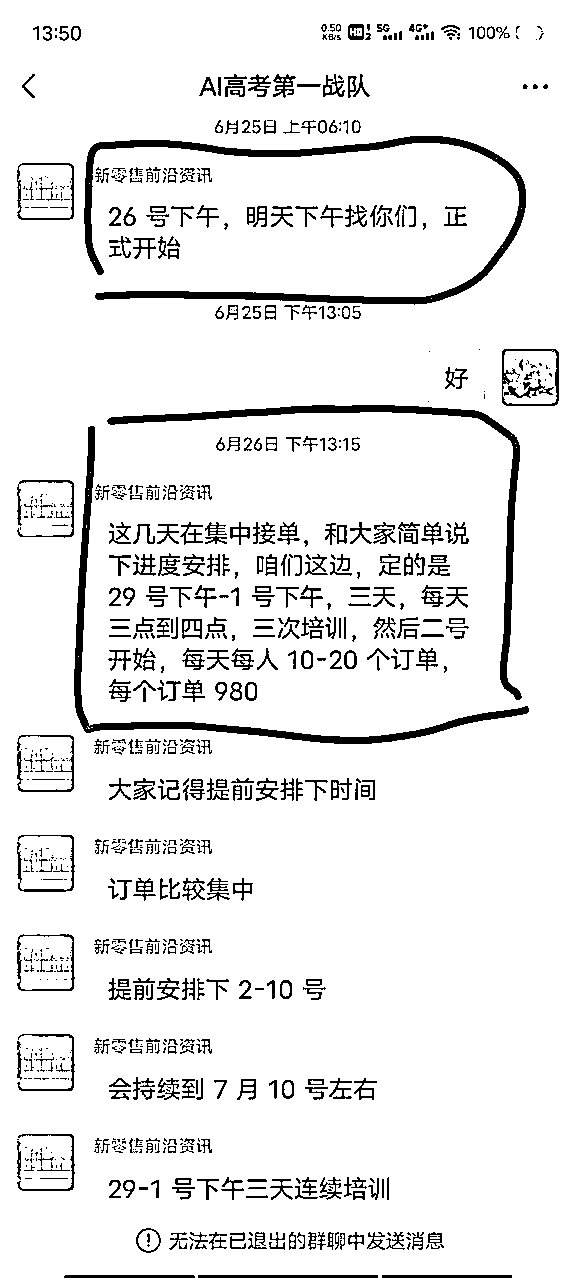 13:50
0.50 KB/S HD 1 2 5G 4G+ 100%
AI高考第一战队
6月25日 上午06:10
新零售前沿资讯
26 号下午，明天下午找你们，正
式开始
6月25日 下午13:05
好
6月26日 下午13:15
新零售前沿资讯
这几天在集中接单，和大家简单说
下进度安排，咱们这边，定的是
29 号下午-1 号下午，三天，每天
三点到四点，三次培训，然后二号
开始，每天每人 10-20 个订单，
每个订单 980
新零售前沿资讯
大家记得提前安排下时间
新零售前沿资讯
订单比较集中
新零售前沿资讯
提前安排下 2-10 号
新零售前沿资讯
会持续到 7 月 10 号左右
新零售前沿资讯
29-1 号下午三天连续培训
无法在已退出的群聊中发送消息